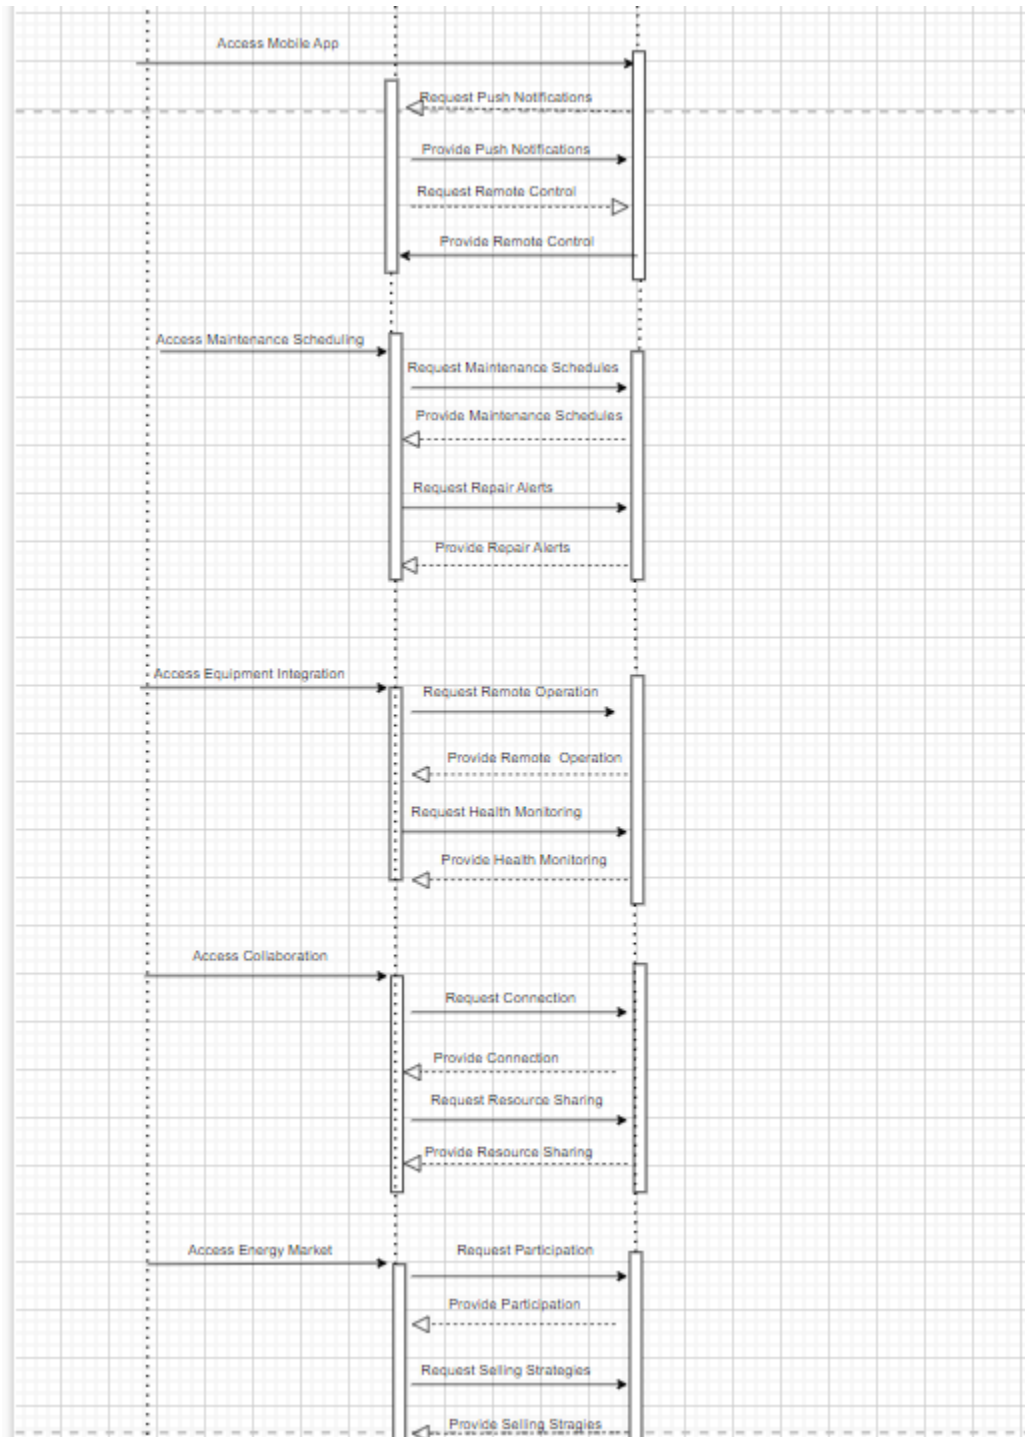 Access Mobile App
Request Push Notifications
Provide Push Notifications
Request Remote Control
Provide Remote Control
Access Maintenance Scheduling
Request Maintenance Schedules
Provide Maintenance Schedules
Request Repair Alerts
Provide Repair Alerts
Access Equipment Integration
Request Remote Operation
Provide Remote Operation
Request Health Monitoring
Provide Health Monitoring
Access Collaboration
Request Connection
Provide Connection
Request Resource Sharing
Provide Resource Sharing
Access Energy Market
Request Participation
Provide Participation
Request Selling Strategies
Provide Selling Stragies